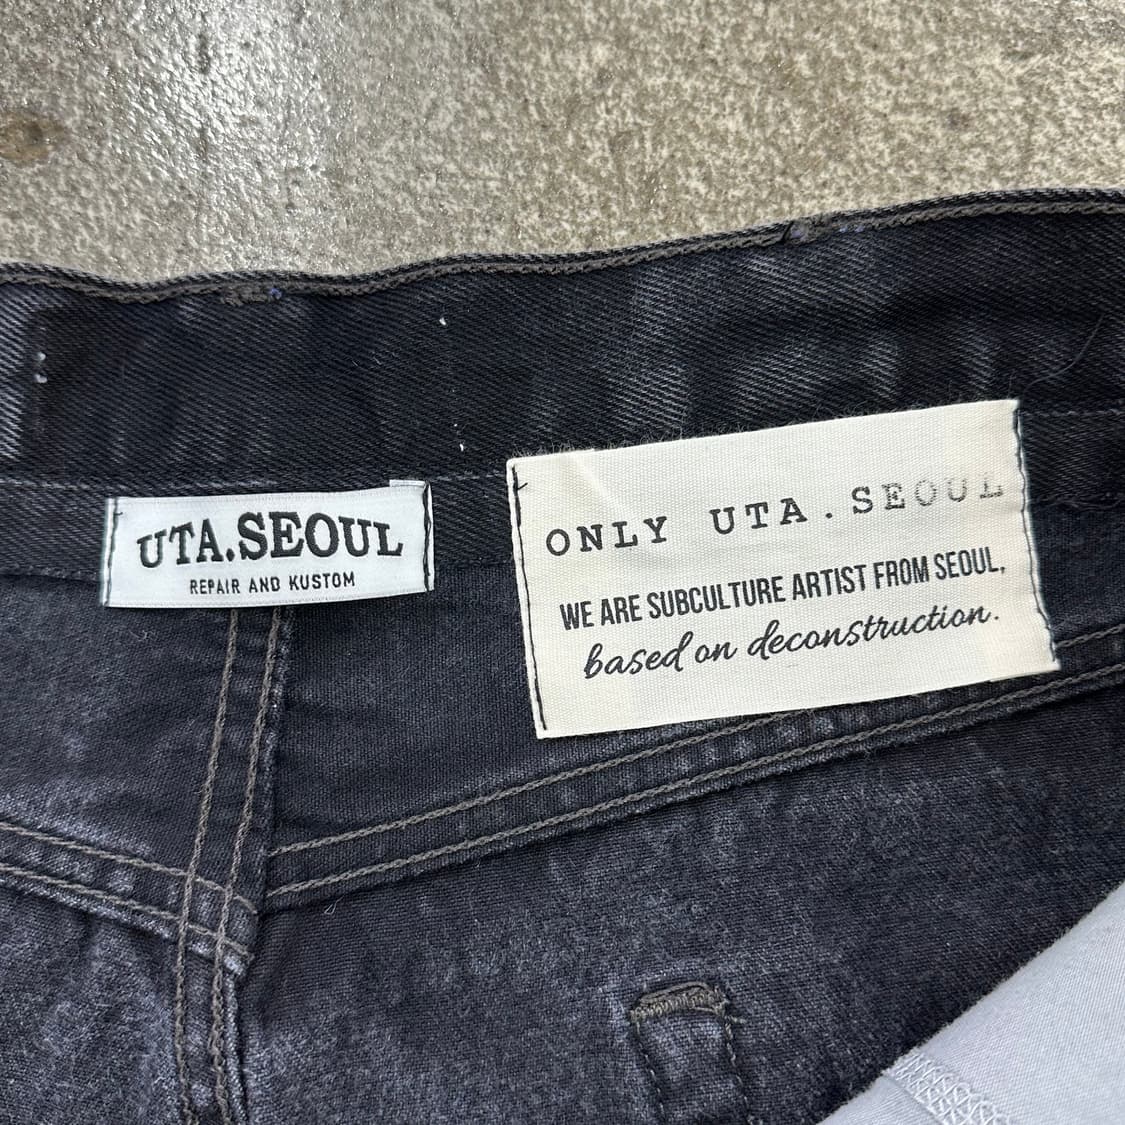 UTA.SEOUL
REPAIR AND KUSTOM
ONLY UTA.SEOUL
WE ARE SUBCULTURE ARTIST FROM SEOUL,
based on deconstruction.